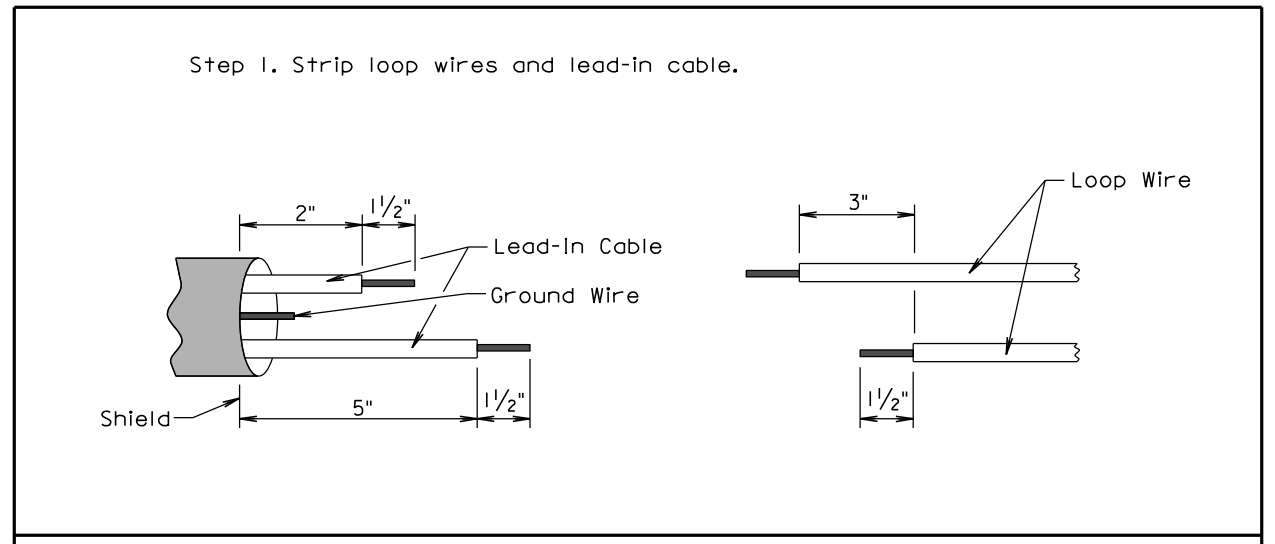 Step 1. Strip loop wires and lead-in cable.
2"
1 1/2"
Lead-In Cable
Ground Wire
5"
1 1/2"
Shield
Loop Wire
3"
1 1/2"